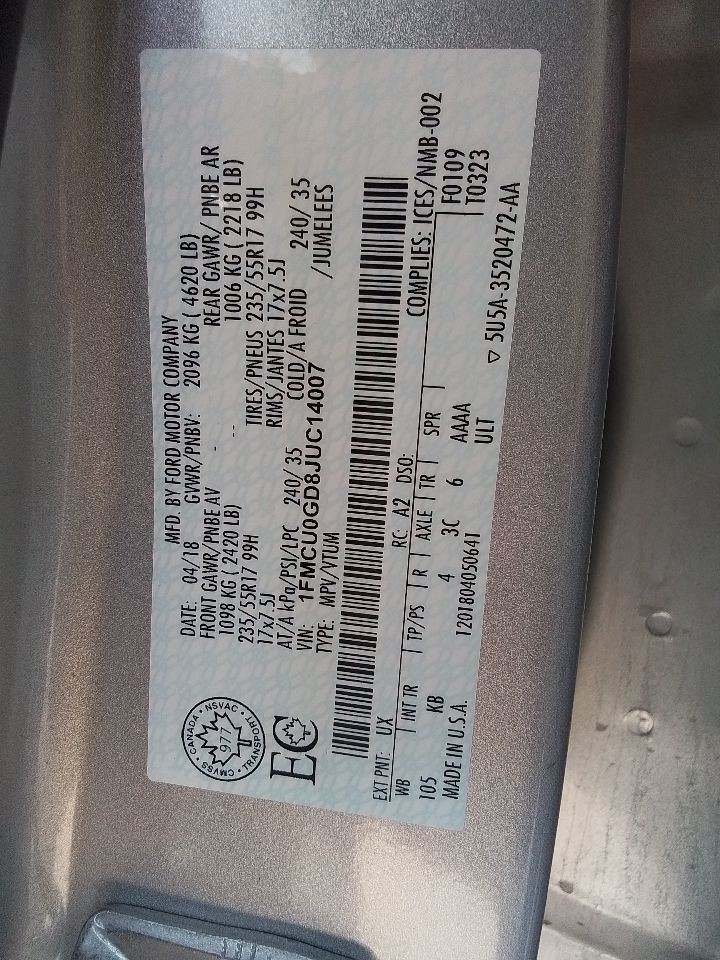 MFD. BY FORD MOTOR COMPANY
DATE: 04/18 GVWR/PNBV: 2096 KG ( 4620 LB)
FRONT GAWR/PNBE AV REAR GAWR/ PNBE AR
1098 KG ( 2420 LB) 1006 KG ( 2218 LB)
235/55R17 99H TIRES/PNEUS 235/55R17 99H
17x7.5J RIMS/JANTES 17x7.5J
AT/A kPa/PSI/LPC 240/ 35 COLD/A FROID 240/ 35
VIN: 1FMCU0GD8JUC14007 /JUMELEES
TYPE: MPV/VTUM
CANADA • NSVAC • TRANSPORT • CMVSS
977
EC
EXT PNT: UX RC: A2 DSO: COMPLIES: ICES/NMB-002
WB INT TR TP/PS R AXLE TR SPR F0109
105 KB 4 3C 6 AAAA T0323
MADE IN U.S.A. 1201804050641 ULT ▽ 5U5A-3520472-AA